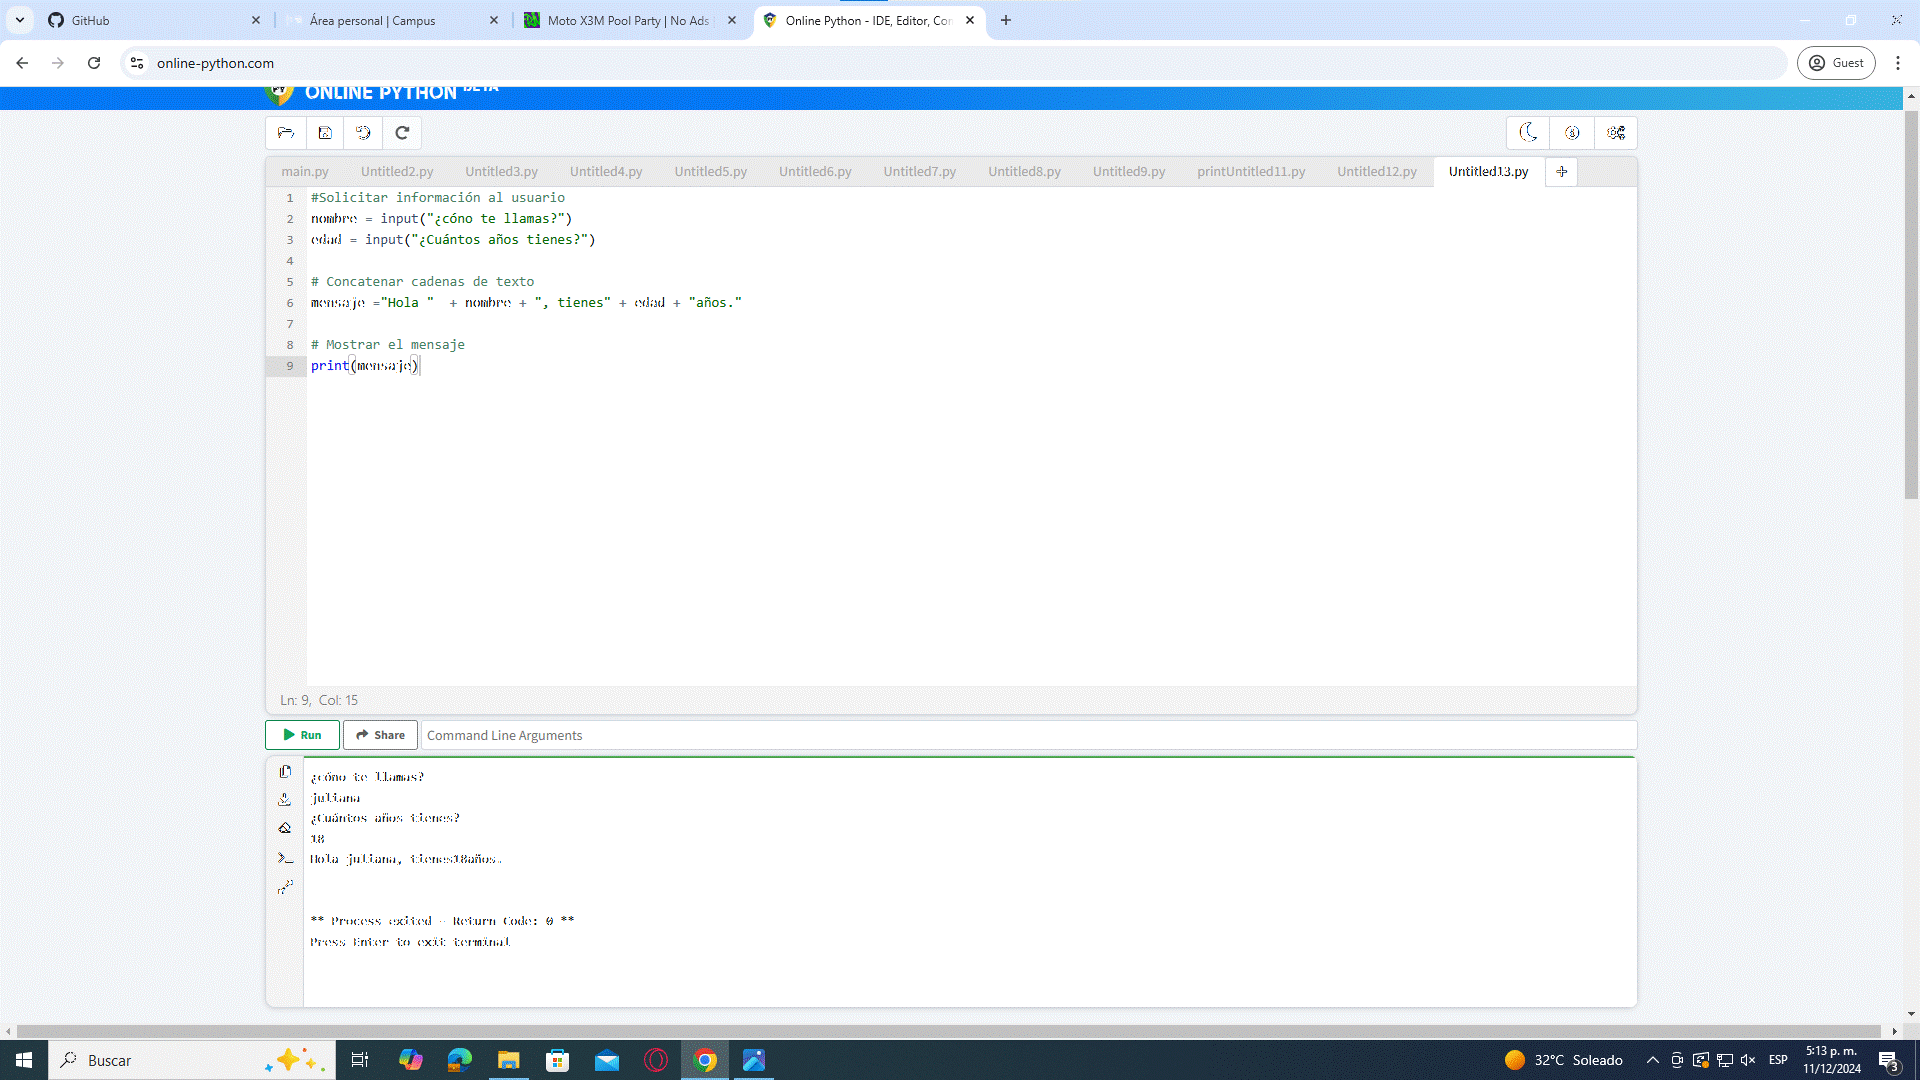 GitHub
Área personal | Campus
Moto X3M Pool Party | No Ads
Online Python - IDE, Editor, Con
online-python.com
Guest
ONLINE PYTHON BETA
main.py Untitled2.py Untitled3.py Untitled4.py Untitled5.py Untitled6.py Untitled7.py Untitled8.py Untitled9.py printUntitled11.py Untitled12.py Untitled13.py
1 #Solicitar información al usuario
2 nombre = input("¿cóno te llamas?")
3 edad = input("¿Cuántos años tienes?")
4
5 # Concatenar cadenas de texto
6 mensaje ="Hola "  + nombre + ", tienes" + edad + "años."
7
8 # Mostrar el mensaje
9 print(mensaje)
Ln: 9, Col: 15
Run Share Command Line Arguments
¿cóno te llamas?
juliana
¿Cuántos años tienes?
18
Hola juliana, tienes18años.
** Process exited - Return Code: 0 **
Press Enter to exit terminal
Buscar
32°C Soleado
ESP
5:13 p. m.
11/12/2024
3